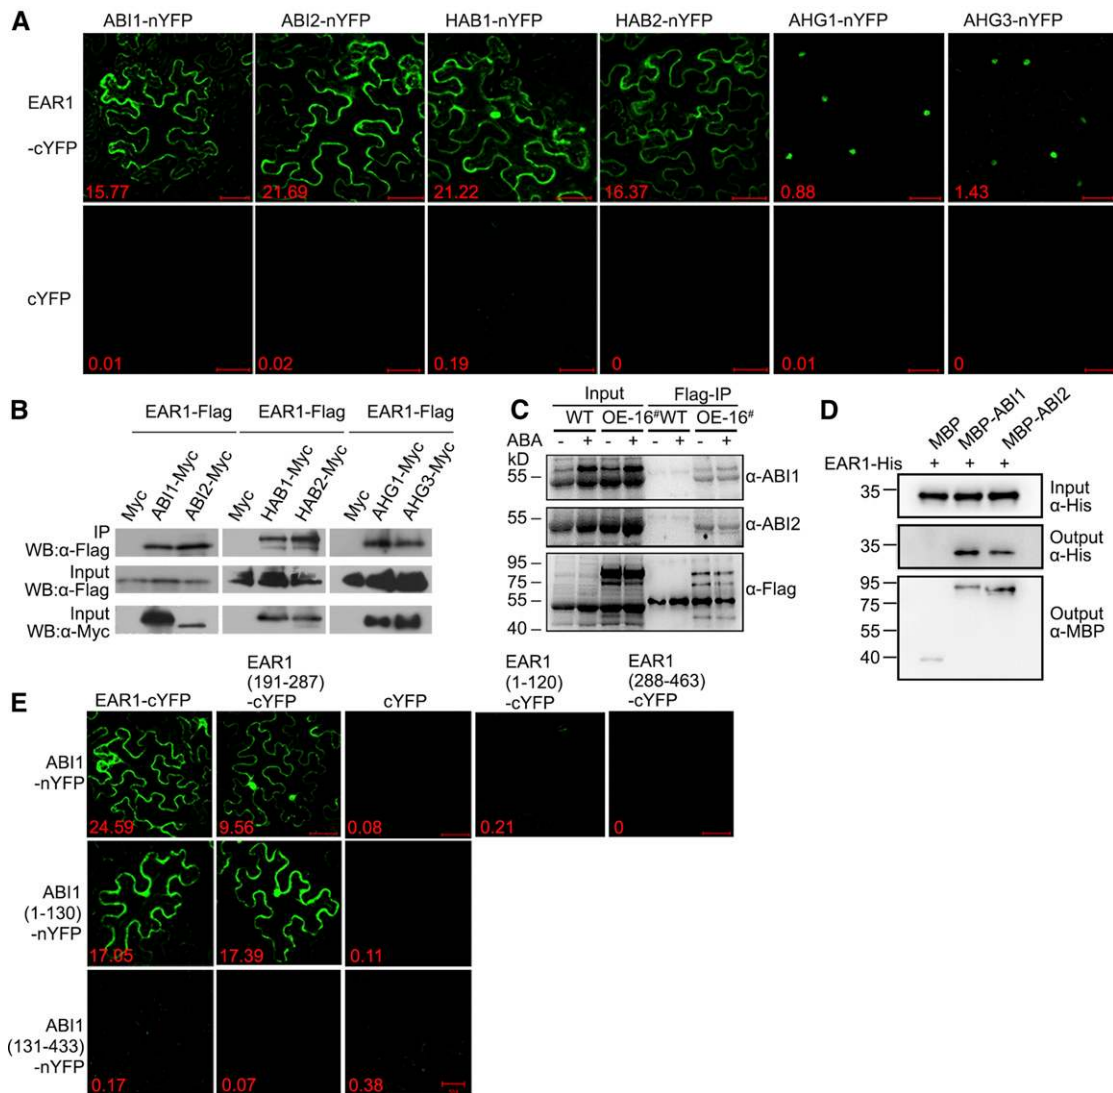 A
ABI1-nYFP ABI2-nYFP HAB1-nYFP HAB2-nYFP AHG1-nYFP AHG3-nYFP
EAR1
-cYFP
15.77 21.69 21.22 16.37 0.88 1.43
cYFP
0.01 0.02 0.19 0 0.01 0
B
EAR1-Flag EAR1-Flag EAR1-Flag
Myc ABI1-Myc ABI2-Myc Myc HAB1-Myc HAB2-Myc Myc AHG1-Myc AHG3-Myc
IP
WB:α-Flag
Input
WB:α-Flag
Input
WB:α-Myc
C
Input Flag-IP
WT OE-16# WT OE-16#
ABA - + - + - + - +
kD
55 α-ABI1
55 α-ABI2
95
75
55 α-Flag
40
D
MBP MBP-ABI1 MBP-ABI2
EAR1-His + + +
35 Input
α-His
35 Output
α-His
95
75
55 Output
α-MBP
40
E
EAR1-cYFP EAR1 (191-287) -cYFP cYFP EAR1 (1-120) -cYFP EAR1 (288-463) -cYFP
ABI1
-nYFP
24.59 9.56 0.08 0.21 0
ABI1
(1-130)
-nYFP
17.05 17.39 0.11
ABI1
(131-433)
-nYFP
0.17 0.07 0.38